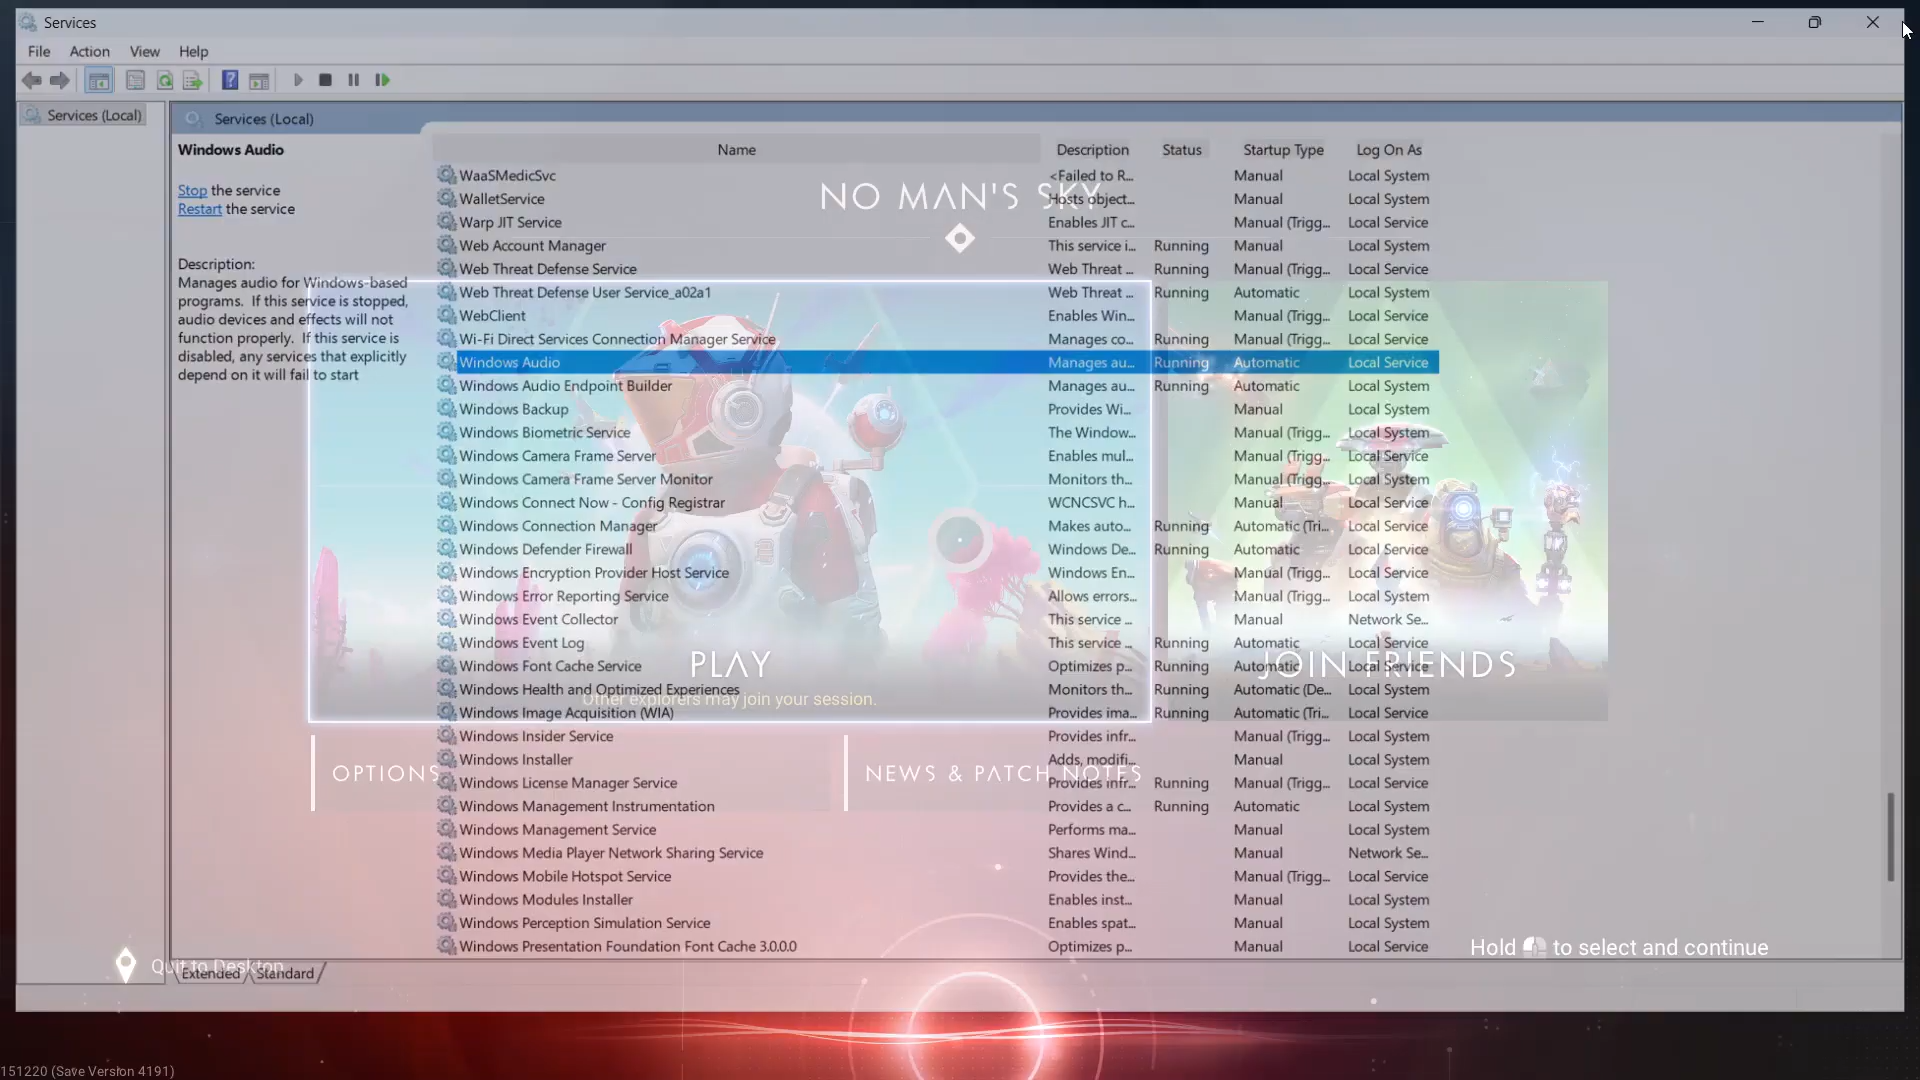 Services
File Action View Help
Services (Local)
Services (Local)
Windows Audio
Stop the service
Restart the service
Description:
Manages audio for Windows-based
programs. If this service is stopped,
audio devices and effects will not
function properly. If this service is
disabled, any services that explicitly
depend on it will fail to start
Name Description Status Startup Type Log On As
WaaSMedicSvc <Failed to R... Manual Local System
WalletService Hosts object... Manual Local System
Warp JIT Service Enables JIT c... Manual (Trigg... Local Service
Web Account Manager This service i... Running Manual Local System
Web Threat Defense Service Web Threat ... Running Manual (Trigg... Local Service
Web Threat Defense User Service_a02a1 Web Threat ... Running Automatic Local System
WebClient Enables Win... Manual (Trigg... Local Service
Wi-Fi Direct Services Connection Manager Service Manages co... Running Manual (Trigg... Local Service
Windows Audio Manages au... Running Automatic Local Service
Windows Audio Endpoint Builder Manages au... Running Automatic Local System
Windows Backup Provides Wi... Manual Local System
Windows Biometric Service The Window... Manual (Trigg... Local System
Windows Camera Frame Server Enables mul... Manual (Trigg... Local Service
Windows Camera Frame Server Monitor Monitors th... Manual (Trigg... Local System
Windows Connect Now - Config Registrar WCNCSVC h... Manual Local Service
Windows Connection Manager Makes auto... Running Automatic (Tri... Local Service
Windows Defender Firewall Windows De... Running Automatic Local Service
Windows Encryption Provider Host Service Windows En... Manual (Trigg... Local Service
Windows Error Reporting Service Allows errors... Manual (Trigg... Local System
Windows Event Collector This service ... Manual Network Se...
Windows Event Log This service ... Running Automatic Local Service
Windows Font Cache Service Optimizes p... Running Automatic Local Service
Windows Health and Optimized Experiences Monitors th... Running Automatic (De... Local System
Windows Image Acquisition (WIA) Provides ima... Running Automatic (Tri... Local Service
Windows Insider Service Provides infr... Manual (Trigg... Local System
Windows Installer Adds, modifi... Manual Local System
Windows License Manager Service Provides infr... Running Manual (Trigg... Local Service
Windows Management Instrumentation Provides a c... Running Automatic Local System
Windows Management Service Performs ma... Manual Local System
Windows Media Player Network Sharing Service Shares Wind... Manual Network Se...
Windows Mobile Hotspot Service Provides the... Manual (Trigg... Local Service
Windows Modules Installer Enables inst... Manual Local System
Windows Perception Simulation Service Enables spat... Manual Local System
Windows Presentation Foundation Font Cache 3.0.0.0 Optimizes p... Manual Local Service
Extended Standard
NO MAN'S SKY
PLAY
Other explorers may join your session.
JOIN FRIENDS
OPTIONS
NEWS & PATCH NOTES
Quit to Desktop
Hold to select and continue
151220 (Save Version 4191)